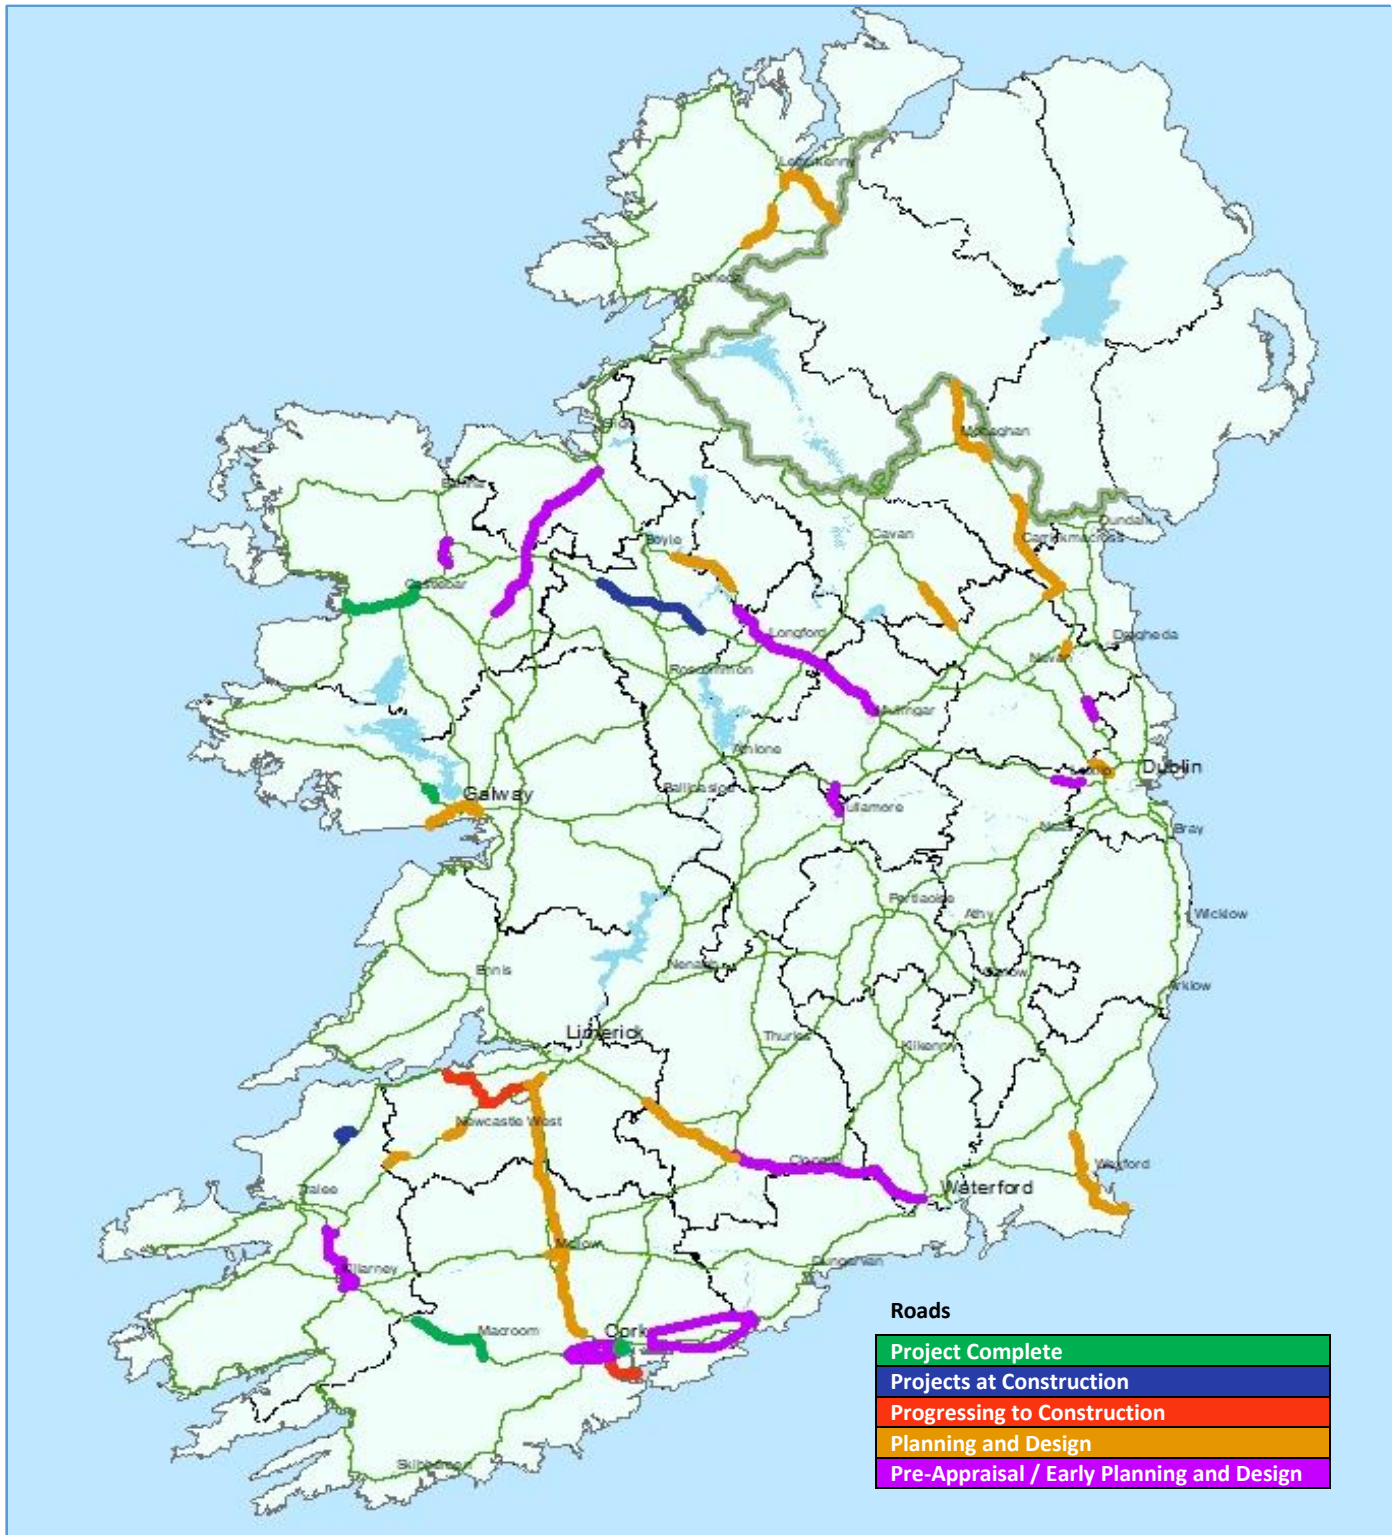 Letterkenny
Donegal
Sligo
Monaghan
Ballina
Dundalk
Carrickmacross
Boyle
Cavan
Castlebar
Longford
Drogheda
Navan
Roscommon
Mullingar
Athlone
Dublin
Galway
Ballinasloe
Tullamore
Naas
Bray
Portlaoise
Athy
Wicklow
Ennis
Nenagh
Carlow
Arklow
Limerick
Thurles
Kilkenny
Newcastle West
Clonmel
Wexford
Tralee
Waterford
Mallow
Killarney
Dungarvan
Macroom
Cork
Skibbereen
Roads
Project Complete
Projects at Construction
Progressing to Construction
Planning and Design
Pre-Appraisal / Early Planning and Design